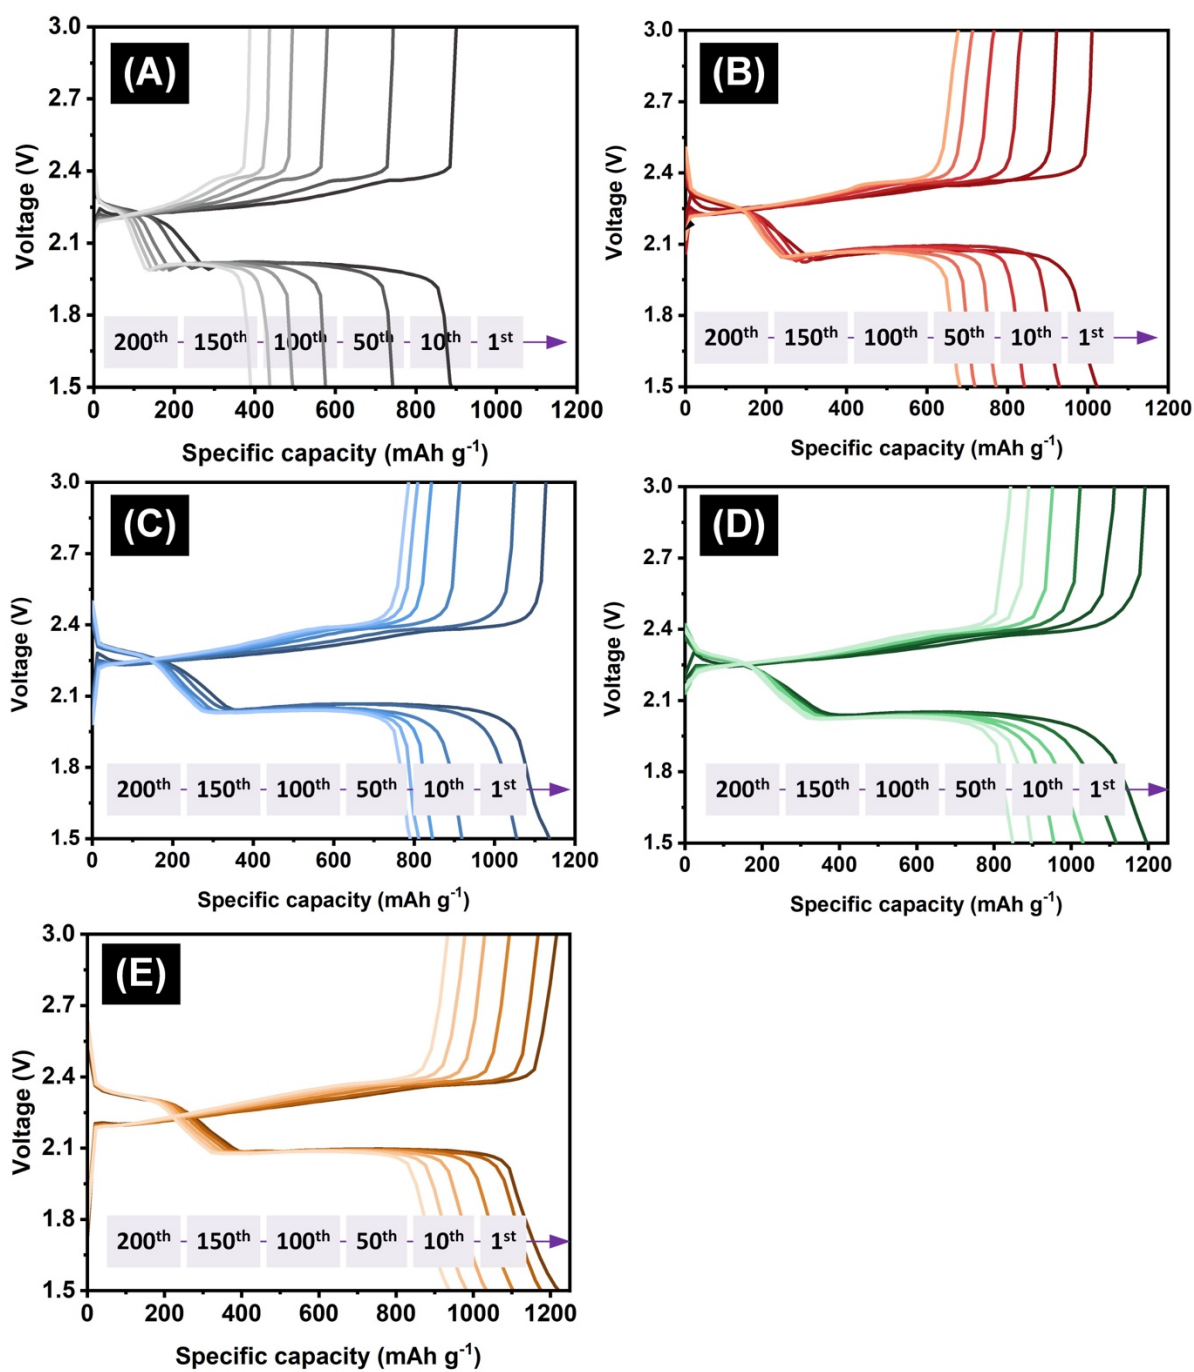 (A)
3.0
2.7
2.4
2.1
1.8
1.5
Voltage (V)
200th 150th 100th 50th 10th 1st
0 200 400 600 800 1000 1200
Specific capacity (mAh g-1)
(B)
3.0
2.7
2.4
2.1
1.8
1.5
Voltage (V)
200th 150th 100th 50th 10th 1st
0 200 400 600 800 1000 1200
Specific capacity (mAh g-1)
(C)
3.0
2.7
2.4
2.1
1.8
1.5
Voltage (V)
200th 150th 100th 50th 10th 1st
0 200 400 600 800 1000 1200
Specific capacity (mAh g-1)
(D)
3.0
2.7
2.4
2.1
1.8
1.5
Voltage (V)
200th 150th 100th 50th 10th 1st
0 200 400 600 800 1000 1200
Specific capacity (mAh g-1)
(E)
3.0
2.7
2.4
2.1
1.8
1.5
Voltage (V)
200th 150th 100th 50th 10th 1st
0 200 400 600 800 1000 1200
Specific capacity (mAh g-1)